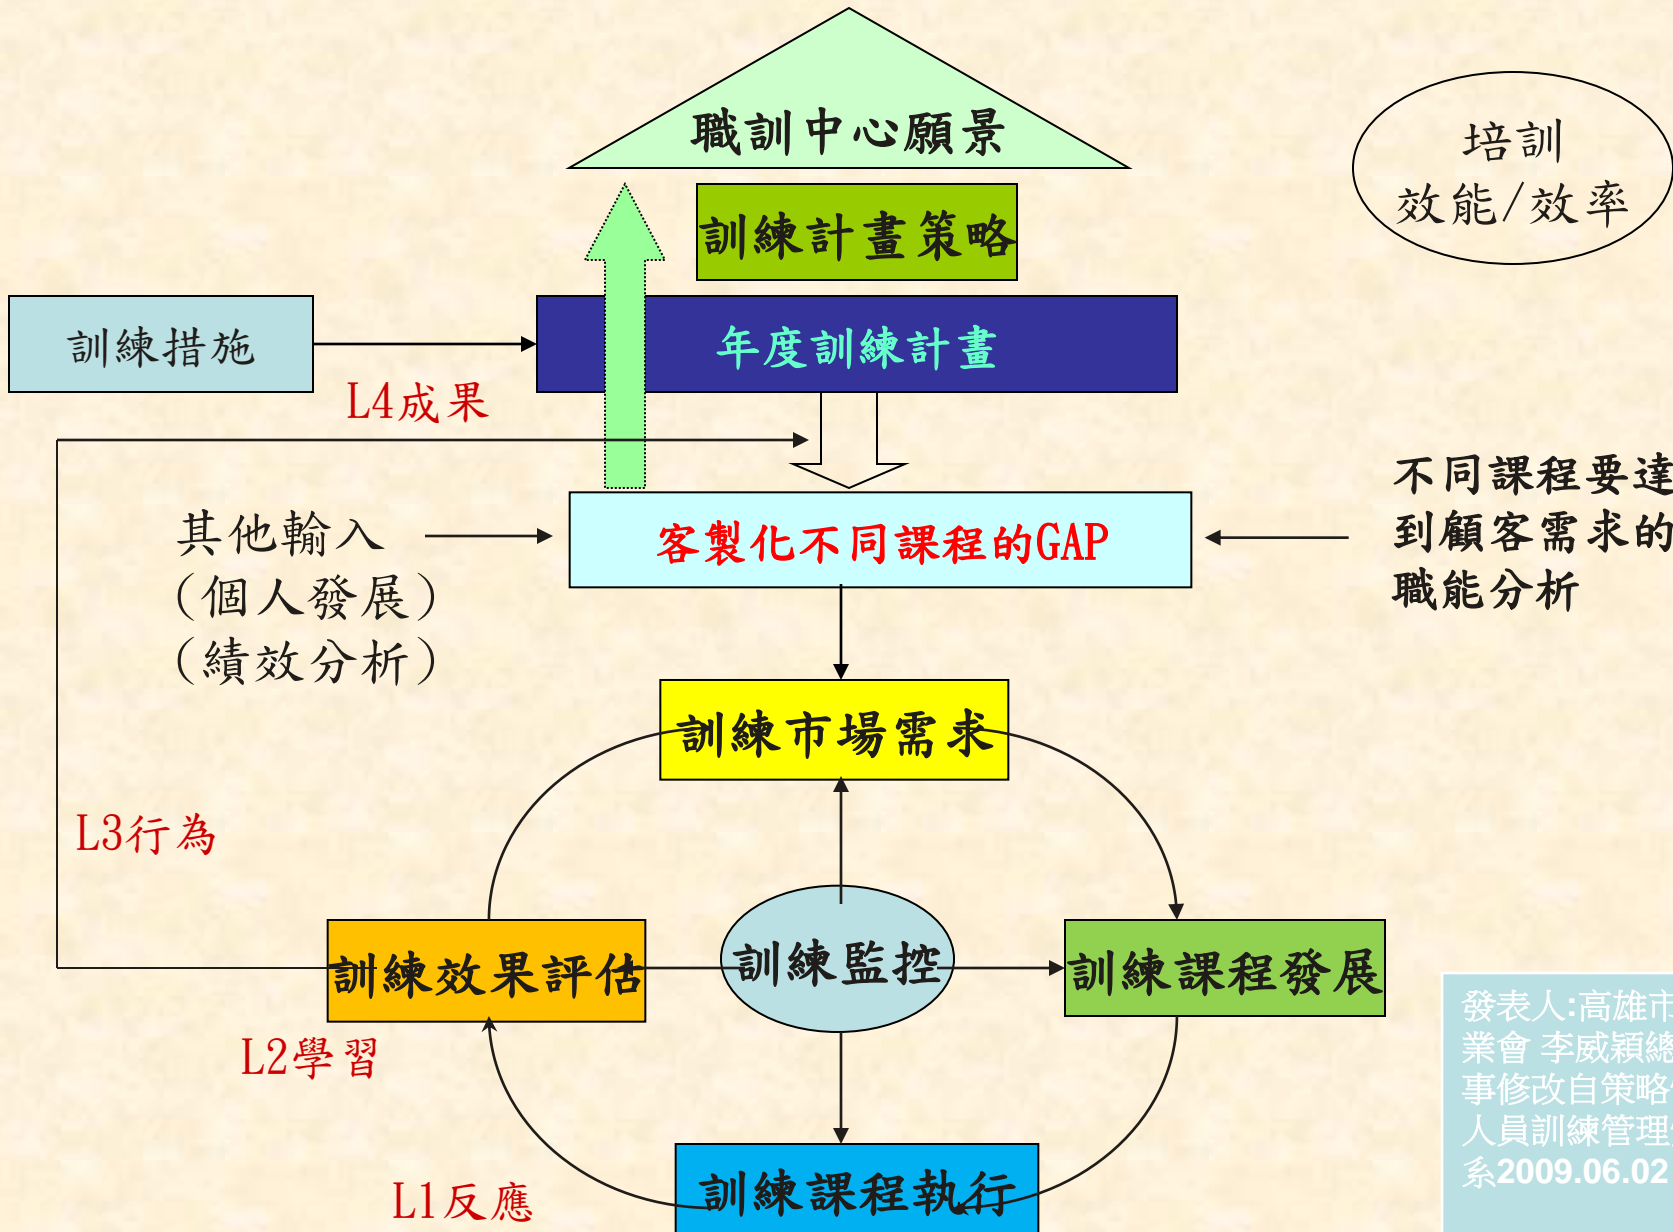 職訓中心願景
培訓
效能/效率
訓練計畫策略
訓練措施
年度訓練計畫
L4成果
其他輸入
(個人發展)
(績效分析)
客製化不同課程的GAP
不同課程要達
到顧客需求的
職能分析
訓練市場需求
L3行為
訓練效果評估
訓練監控
訓練課程發展
L2學習
L1反應
訓練課程執行
發表人:高雄市
業會 李威穎總
事修改自策略
人員訓練管理
系2009.06.02